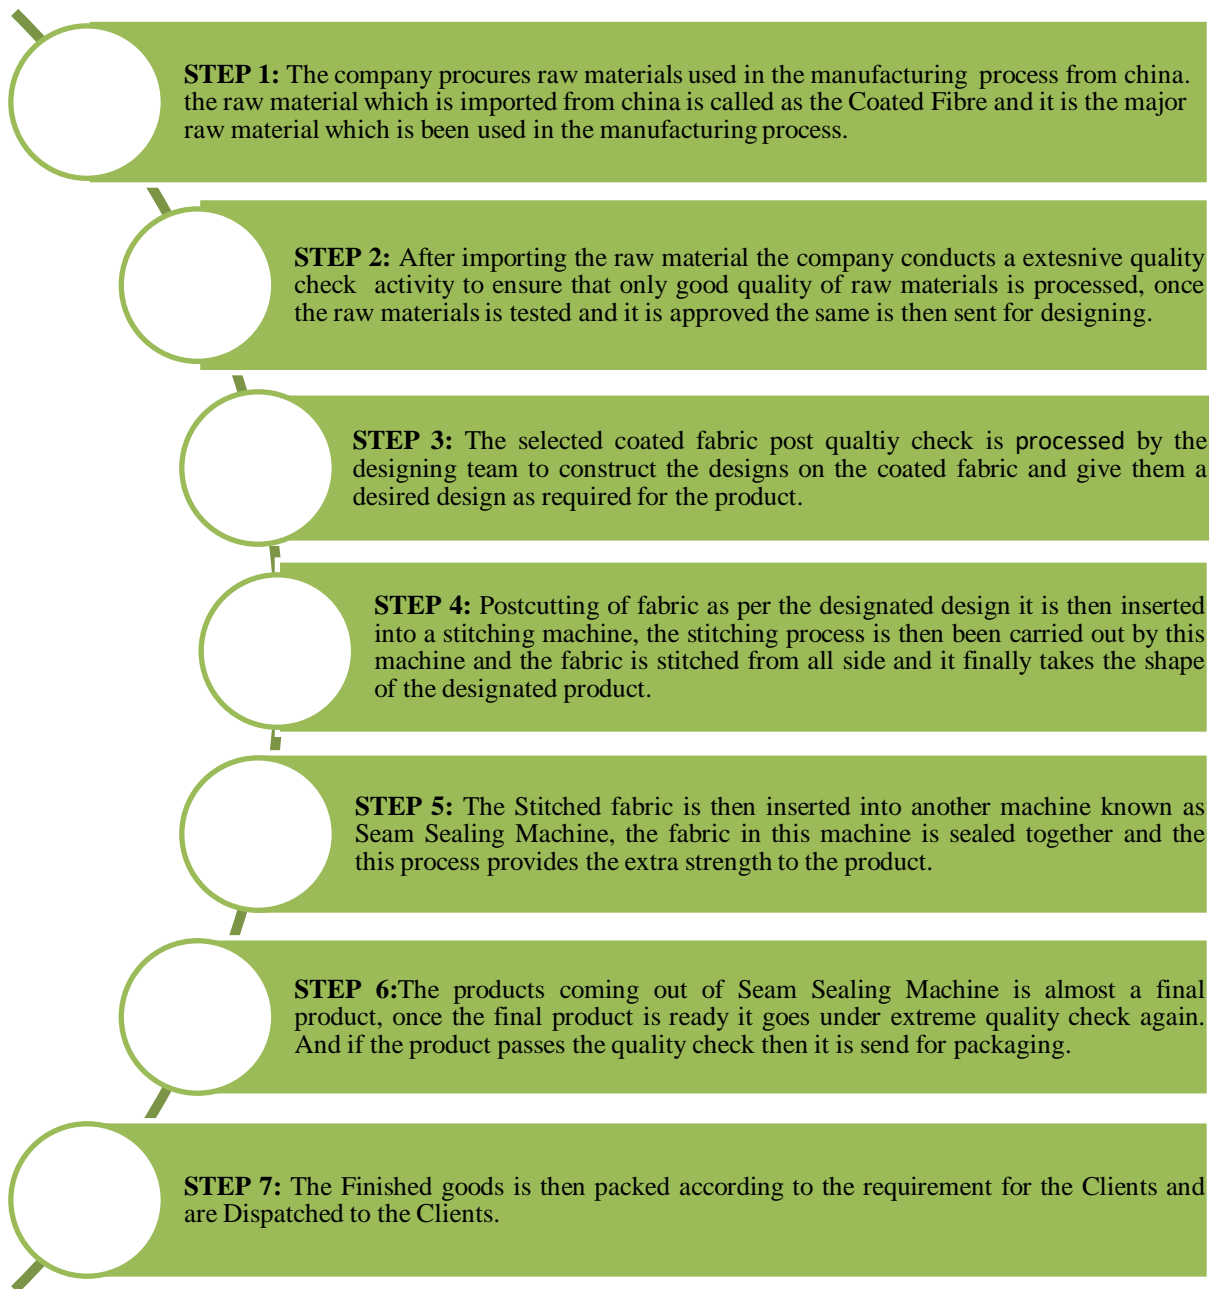 STEP 1: The company procures raw materials used in the manufacturing process from china.
the raw material which is imported from china is called as the Coated Fibre and it is the major
raw material which is been used in the manufacturing process.
STEP 2: After importing the raw material the company conducts a extesnive quality
check activity to ensure that only good quality of raw materials is processed, once
the raw materials is tested and it is approved the same is then sent for designing.
STEP 3: The selected coated fabric post qualtiy check is processed by the
designing team to construct the designs on the coated fabric and give them a
desired design as required for the product.
STEP 4: Postcutting of fabric as per the designated design it is then inserted
into a stitching machine, the stitching process is then been carried out by this
machine and the fabric is stitched from all side and it finally takes the shape
of the designated product.
STEP 5: The Stitched fabric is then inserted into another machine known as
Seam Sealing Machine, the fabric in this machine is sealed together and the
this process provides the extra strength to the product.
STEP 6:The products coming out of Seam Sealing Machine is almost a final
product, once the final product is ready it goes under extreme quality check again.
And if the product passes the quality check then it is send for packaging.
STEP 7: The Finished goods is then packed according to the requirement for the Clients and
are Dispatched to the Clients.